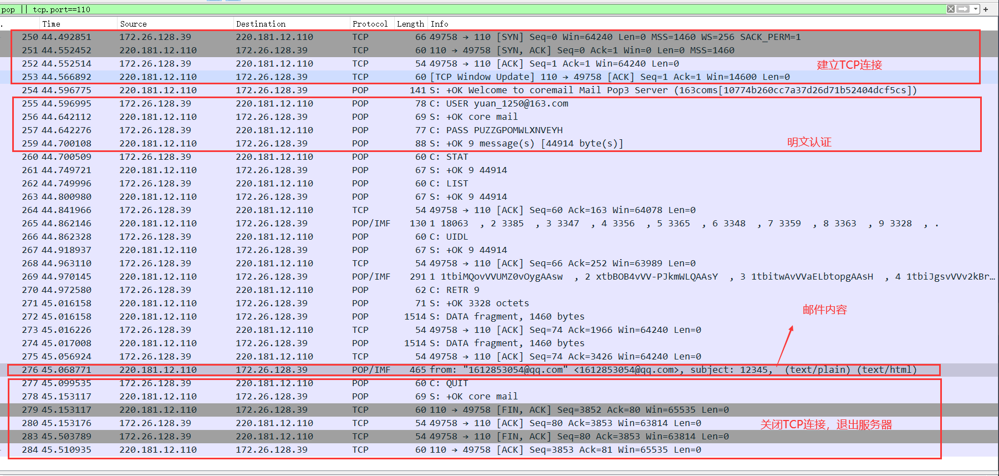 pop || tcp.port==110
. Time Source Destination Protocol Length Info
250 44.492851 172.26.128.39 220.181.12.110 TCP 66 49758 → 110 [SYN] Seq=0 Win=64240 Len=0 MSS=1460 WS=256 SACK_PERM=1
251 44.552452 220.181.12.110 172.26.128.39 TCP 60 110 → 49758 [SYN, ACK] Seq=0 Ack=1 Win=0 Len=0 MSS=1460
252 44.552514 172.26.128.39 220.181.12.110 TCP 54 49758 → 110 [ACK] Seq=1 Ack=1 Win=64240 Len=0
建立TCP连接
253 44.566892 220.181.12.110 172.26.128.39 TCP 60 [TCP Window Update] 110 → 49758 [ACK] Seq=1 Ack=1 Win=14600 Len=0
254 44.596775 220.181.12.110 172.26.128.39 POP 141 S: +OK Welcome to coremail Mail Pop3 Server (163coms[10774b260cc7a37d26d71b52404dcf5cs])
255 44.596995 172.26.128.39 220.181.12.110 POP 78 C: USER yuan_1250@163.com
256 44.642112 220.181.12.110 172.26.128.39 POP 69 S: +OK core mail
257 44.642276 172.26.128.39 220.181.12.110 POP 77 C: PASS PUZZGPOMWLXNVEYH
259 44.700108 220.181.12.110 172.26.128.39 POP 88 S: +OK 9 message(s) [44914 byte(s)]
明文认证
260 44.700509 172.26.128.39 220.181.12.110 POP 60 C: STAT
261 44.749721 220.181.12.110 172.26.128.39 POP 67 S: +OK 9 44914
262 44.749996 172.26.128.39 220.181.12.110 POP 60 C: LIST
263 44.800980 220.181.12.110 172.26.128.39 POP 67 S: +OK 9 44914
264 44.841966 172.26.128.39 220.181.12.110 TCP 54 49758 → 110 [ACK] Seq=60 Ack=163 Win=64078 Len=0
265 44.862146 220.181.12.110 172.26.128.39 POP/IMF 130 1 18063 , 2 3385 , 3 3347 , 4 3356 , 5 3365 , 6 3348 , 7 3359 , 8 3363 , 9 3328 , .
266 44.862328 172.26.128.39 220.181.12.110 POP 60 C: UIDL
267 44.918937 220.181.12.110 172.26.128.39 POP 67 S: +OK 9 44914
268 44.963110 172.26.128.39 220.181.12.110 TCP 54 49758 → 110 [ACK] Seq=66 Ack=252 Win=63989 Len=0
269 44.970145 220.181.12.110 172.26.128.39 POP/IMF 291 1 1tbiMQovVVUMZ0vOygAAsw , 2 xtbBOB4vVV-PJkmWLQAAsY , 3 1tbitwAvVVaELbtopgAAsH , 4 1tbiJgsvVVv2kBr…
270 44.972580 172.26.128.39 220.181.12.110 POP 62 C: RETR 9
271 45.016158 220.181.12.110 172.26.128.39 POP 71 S: +OK 3328 octets
邮件内容
272 45.016158 220.181.12.110 172.26.128.39 POP 1514 S: DATA fragment, 1460 bytes
273 45.016226 172.26.128.39 220.181.12.110 TCP 54 49758 → 110 [ACK] Seq=74 Ack=1966 Win=64240 Len=0
274 45.017008 220.181.12.110 172.26.128.39 POP 1514 S: DATA fragment, 1460 bytes
275 45.056924 172.26.128.39 220.181.12.110 TCP 54 49758 → 110 [ACK] Seq=74 Ack=3426 Win=64240 Len=0
276 45.068771 220.181.12.110 172.26.128.39 POP/IMF 465 from: "1612853054@qq.com" <1612853054@qq.com>, subject: 12345, (text/plain) (text/html)
277 45.099535 172.26.128.39 220.181.12.110 POP 60 C: QUIT
278 45.153117 220.181.12.110 172.26.128.39 POP 69 S: +OK core mail
279 45.153117 220.181.12.110 172.26.128.39 TCP 60 110 → 49758 [FIN, ACK] Seq=3852 Ack=80 Win=65535 Len=0
280 45.153176 172.26.128.39 220.181.12.110 TCP 54 49758 → 110 [ACK] Seq=80 Ack=3853 Win=63814 Len=0
关闭TCP连接，退出服务器
283 45.503789 172.26.128.39 220.181.12.110 TCP 54 49758 → 110 [FIN, ACK] Seq=80 Ack=3853 Win=63814 Len=0
284 45.510935 220.181.12.110 172.26.128.39 TCP 60 110 → 49758 [ACK] Seq=3853 Ack=81 Win=65535 Len=0